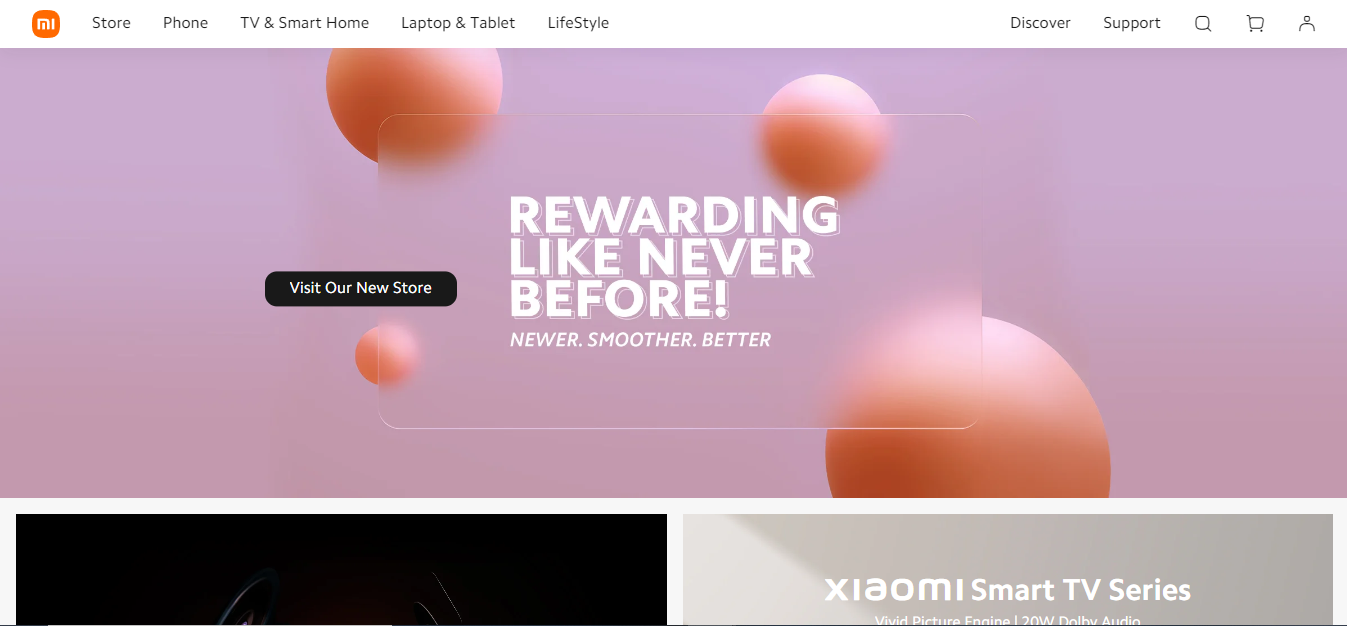 mi
Store Phone TV & Smart Home Laptop & Tablet LifeStyle Discover Support
REWARDING
LIKE NEVER
BEFORE!
Visit Our New Store
NEWER. SMOOTHER. BETTER
xiaomi Smart TV Series
Vivid Picture Engine | 20W Dolby Audio